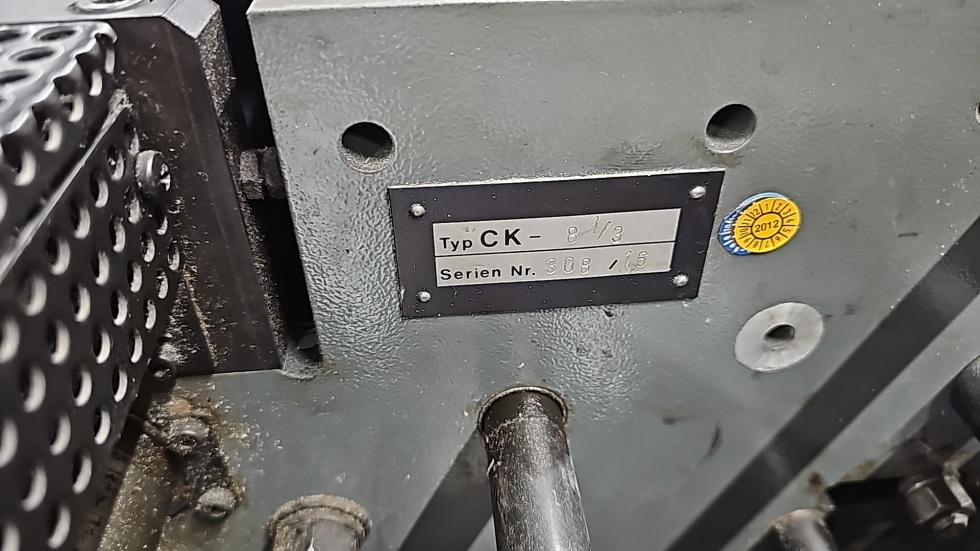 Typ CK- 8 1/3
Serien Nr. 308 /16
2012